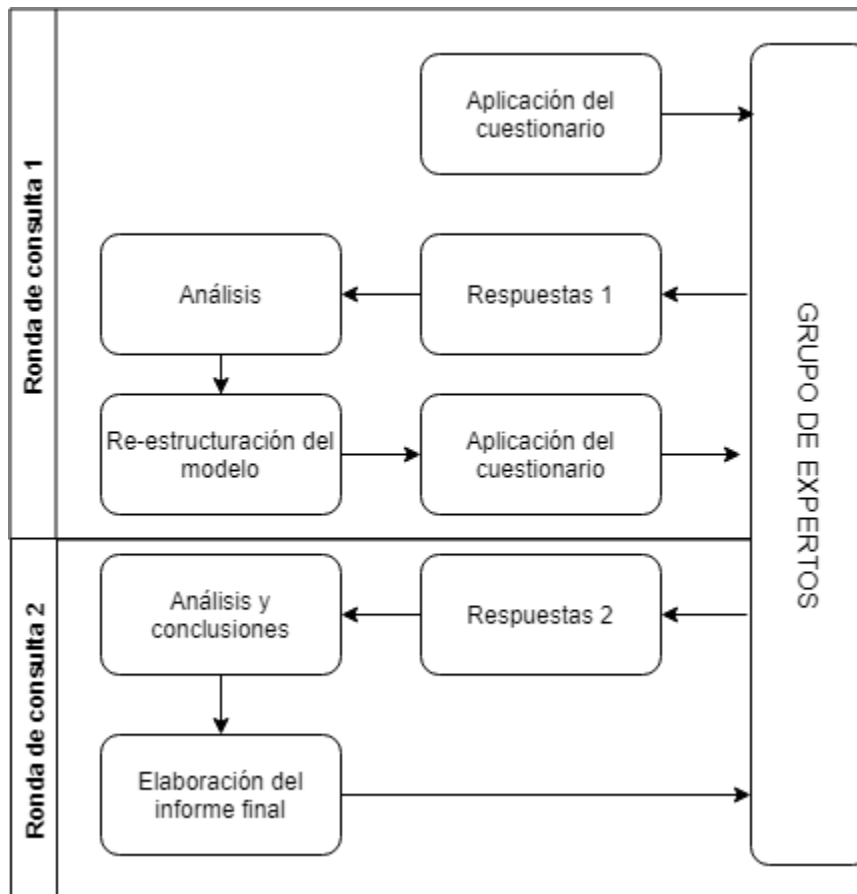 Ronda de consulta 1
Aplicación del
cuestionario
Análisis
Respuestas 1
Re-estructuración del
modelo
Aplicación del
cuestionario
GRUPO DE EXPERTOS
Ronda de consulta 2
Análisis y
conclusiones
Respuestas 2
Elaboración del
informe final